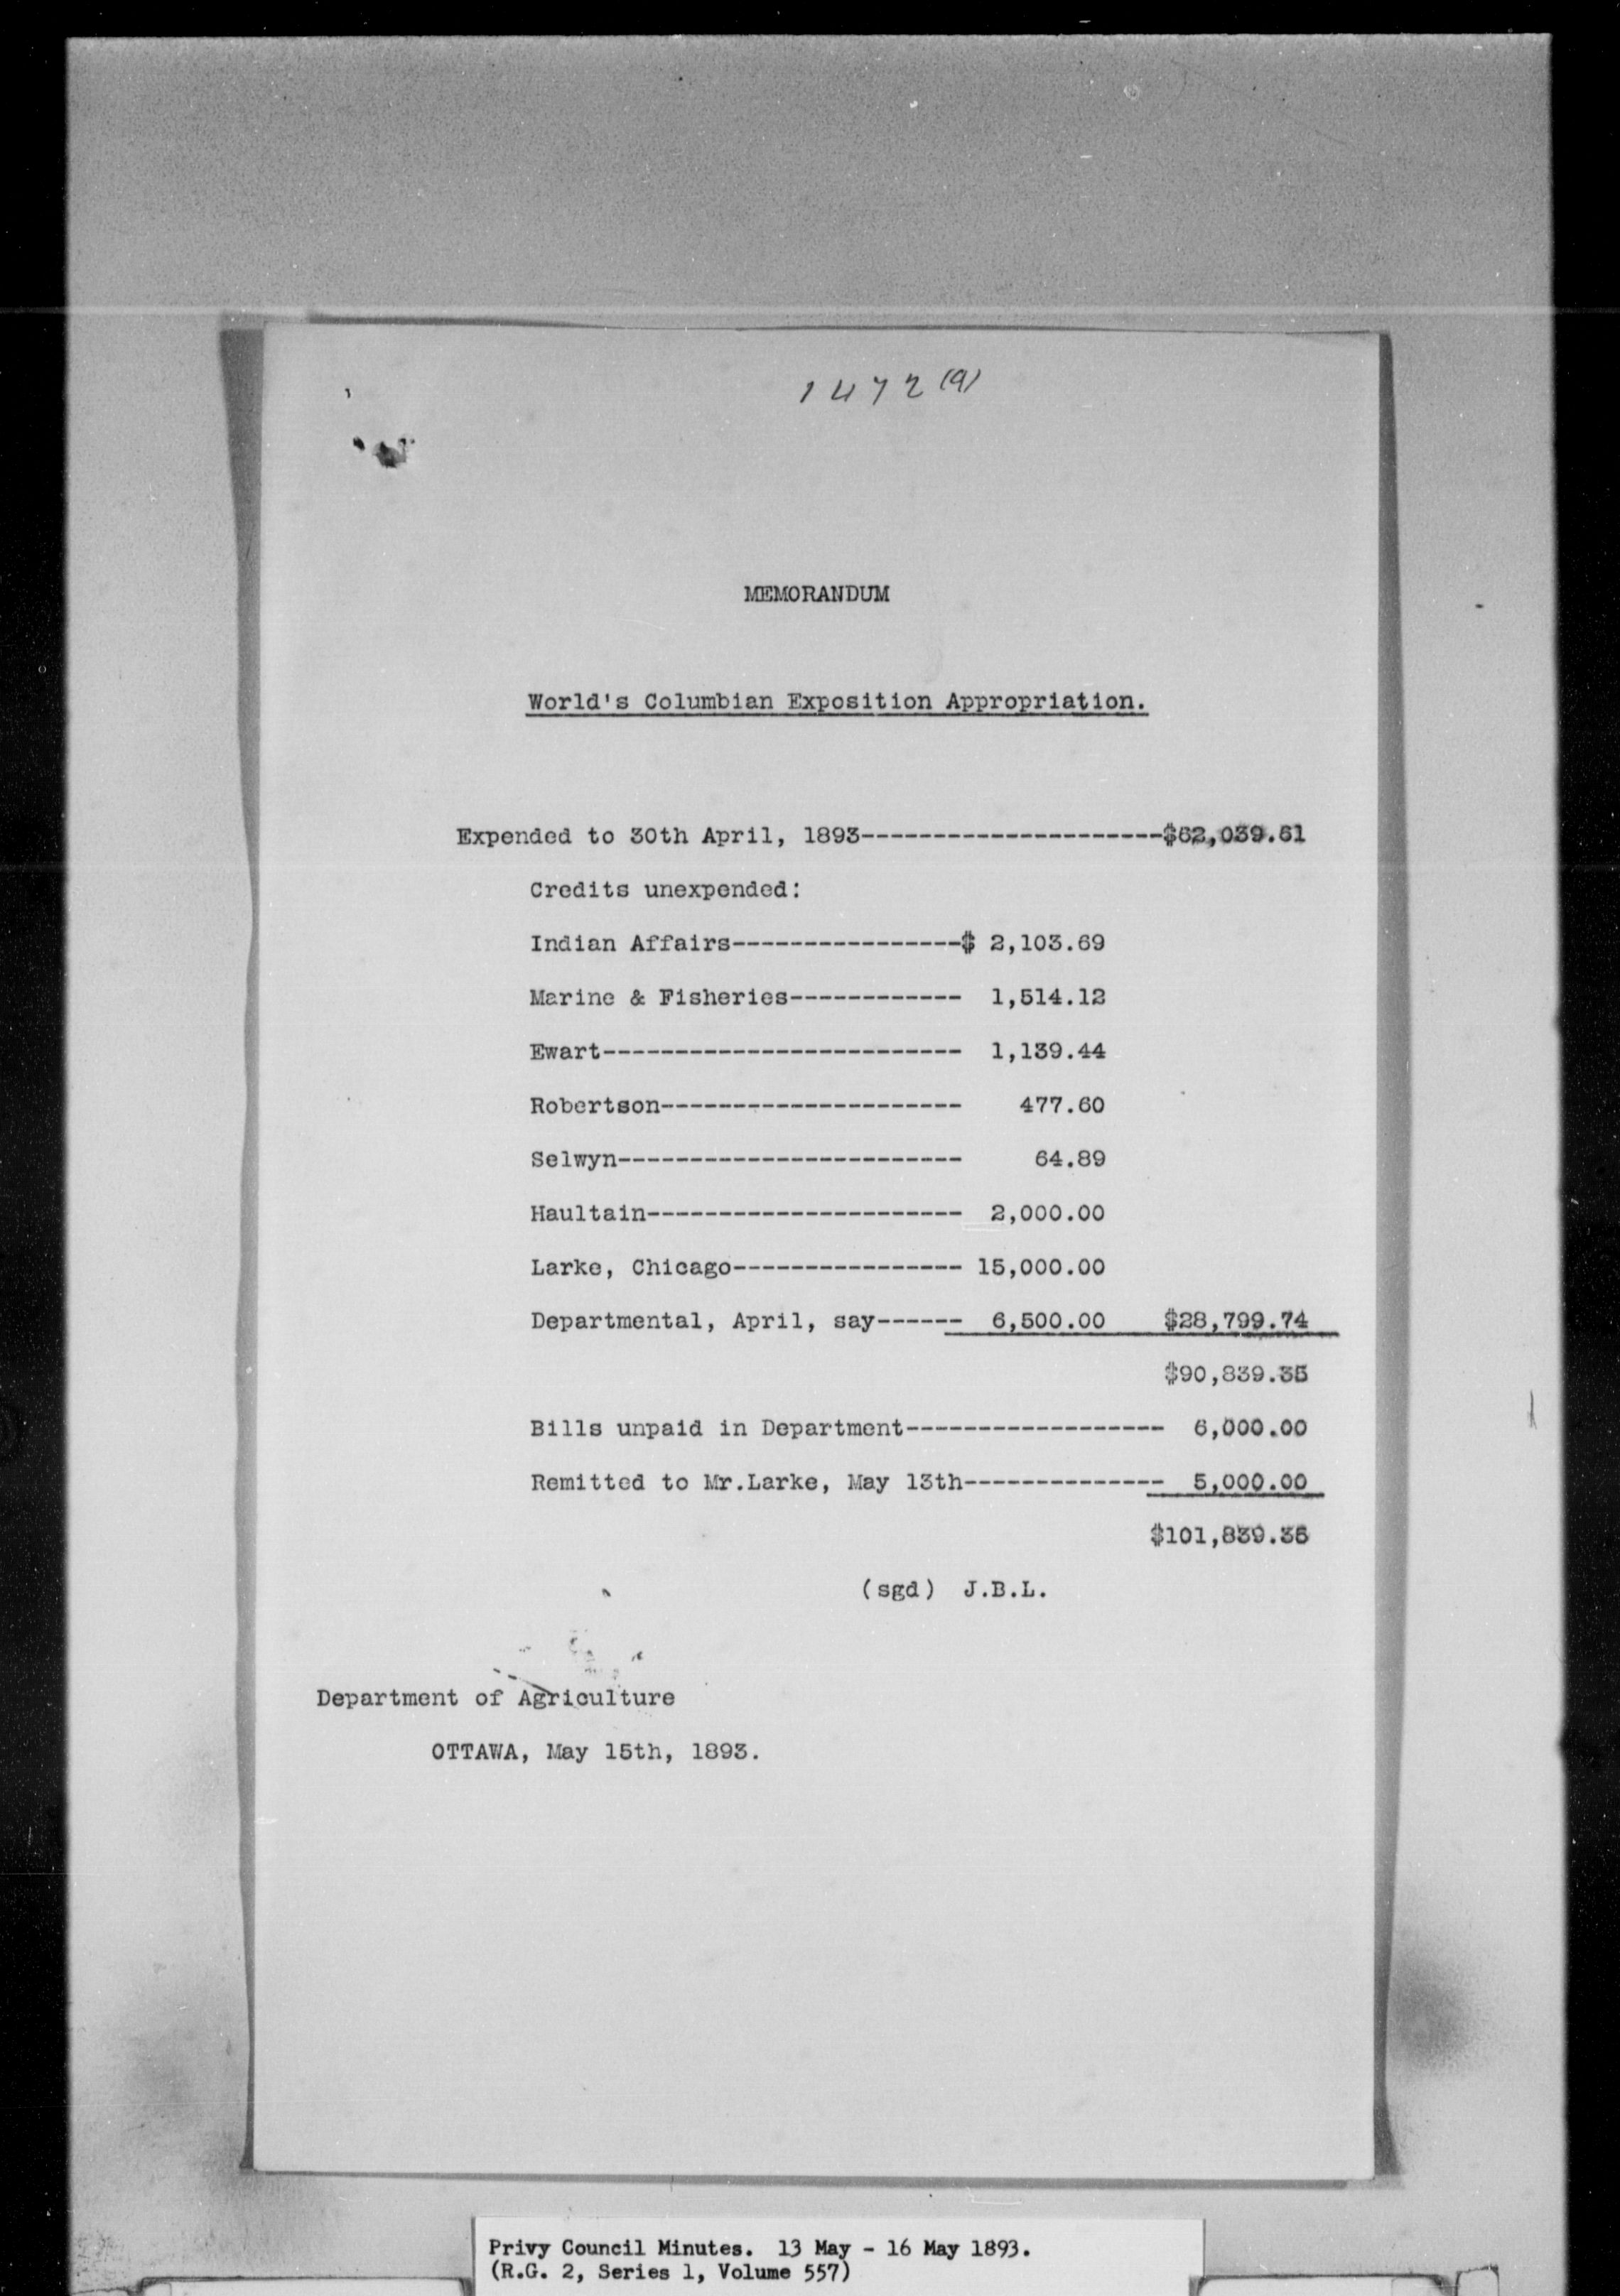 1472(a)
MEMORANDUM
World's Columbian Exposition Appropriation.
Expended to 30th April, 1893---------------------$62,039.61
Credits unexpended:
Indian Affairs----------------$ 2,103.69
Marine & Fisheries------------ 1,514.12
Ewart------------------------- 1,139.44
Robertson--------------------- 477.60
Selwyn------------------------ 64.89
Haultain---------------------- 2,000.00
Larke, Chicago---------------- 15,000.00
Departmental, April, say------ 6,500.00 $28,799.74
$90,839.35
Bills unpaid in Department------------------ 6,000.00
Remitted to Mr.Larke, May 13th-------------- 5,000.00
$101,839.35
(sgd) J.B.L.
Department of Agriculture
OTTAWA, May 15th, 1893.
Privy Council Minutes. 13 May - 16 May 1893.
(R.G. 2, Series 1, Volume 557)